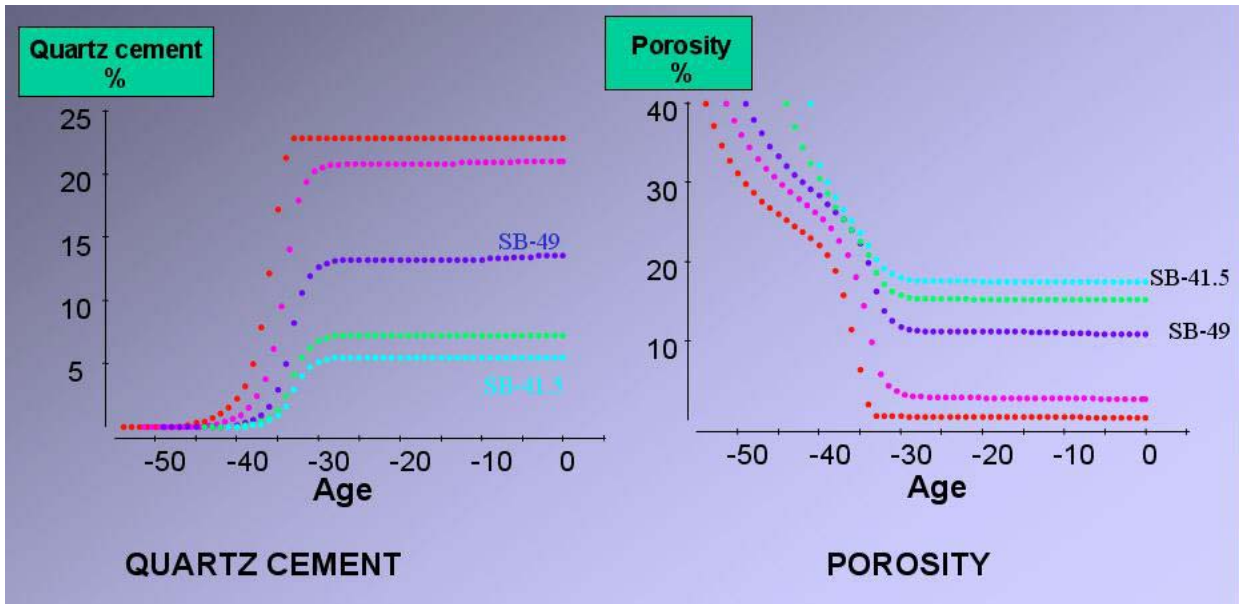 Quartz cement
%
25
20
15
10
5
SB-49
SB-41.5
-50 -40 -30 -20 -10 0
Age
QUARTZ CEMENT
Porosity
%
40
30
20
10
SB-41.5
SB-49
-50 -40 -30 -20 -10 0
Age
POROSITY